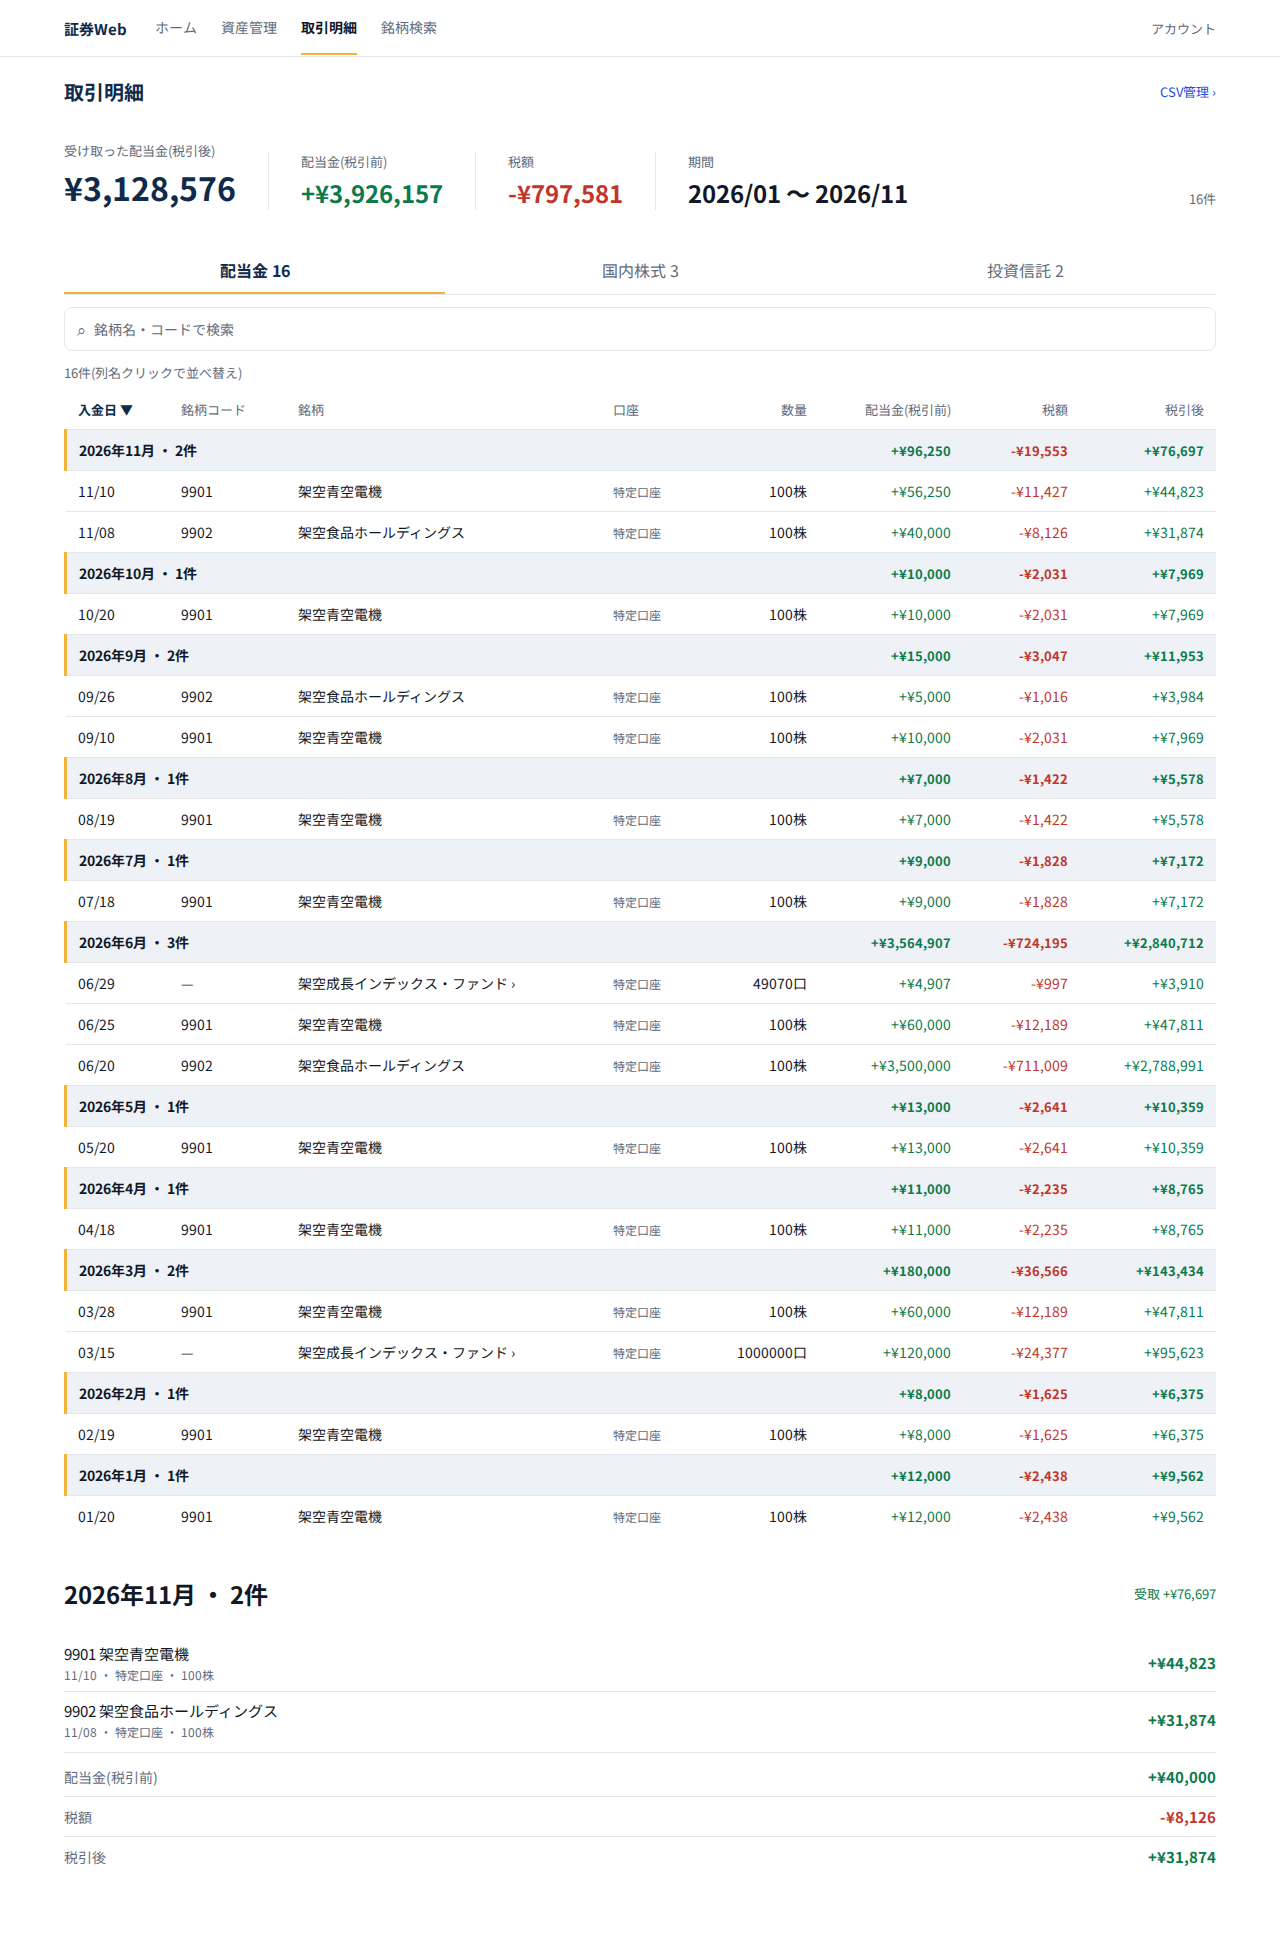 証券Web ホーム 資産管理 取引明細 銘柄検索 アカウント
取引明細 CSV管理 ›
受け取った配当金(税引後) 配当金(税引前) 税額 期間
¥3,128,576 +¥3,926,157 -¥797,581 2026/01 〜 2026/11 16件
配当金 16 国内株式 3 投資信託 2
⌕ 銘柄名・コードで検索
16件(列名クリックで並べ替え)
入金日 ▼ 銘柄コード 銘柄 口座 数量 配当金(税引前) 税額 税引後
2026年11月 ・ 2件 +¥96,250 -¥19,553 +¥76,697
11/10 9901 架空青空電機 特定口座 100株 +¥56,250 -¥11,427 +¥44,823
11/08 9902 架空食品ホールディングス 特定口座 100株 +¥40,000 -¥8,126 +¥31,874
2026年10月 ・ 1件 +¥10,000 -¥2,031 +¥7,969
10/20 9901 架空青空電機 特定口座 100株 +¥10,000 -¥2,031 +¥7,969
2026年9月 ・ 2件 +¥15,000 -¥3,047 +¥11,953
09/26 9902 架空食品ホールディングス 特定口座 100株 +¥5,000 -¥1,016 +¥3,984
09/10 9901 架空青空電機 特定口座 100株 +¥10,000 -¥2,031 +¥7,969
2026年8月 ・ 1件 +¥7,000 -¥1,422 +¥5,578
08/19 9901 架空青空電機 特定口座 100株 +¥7,000 -¥1,422 +¥5,578
2026年7月 ・ 1件 +¥9,000 -¥1,828 +¥7,172
07/18 9901 架空青空電機 特定口座 100株 +¥9,000 -¥1,828 +¥7,172
2026年6月 ・ 3件 +¥3,564,907 -¥724,195 +¥2,840,712
06/29 — 架空成長インデックス・ファンド › 特定口座 49070口 +¥4,907 -¥997 +¥3,910
06/25 9901 架空青空電機 特定口座 100株 +¥60,000 -¥12,189 +¥47,811
06/20 9902 架空食品ホールディングス 特定口座 100株 +¥3,500,000 -¥711,009 +¥2,788,991
2026年5月 ・ 1件 +¥13,000 -¥2,641 +¥10,359
05/20 9901 架空青空電機 特定口座 100株 +¥13,000 -¥2,641 +¥10,359
2026年4月 ・ 1件 +¥11,000 -¥2,235 +¥8,765
04/18 9901 架空青空電機 特定口座 100株 +¥11,000 -¥2,235 +¥8,765
2026年3月 ・ 2件 +¥180,000 -¥36,566 +¥143,434
03/28 9901 架空青空電機 特定口座 100株 +¥60,000 -¥12,189 +¥47,811
03/15 — 架空成長インデックス・ファンド › 特定口座 1000000口 +¥120,000 -¥24,377 +¥95,623
2026年2月 ・ 1件 +¥8,000 -¥1,625 +¥6,375
02/19 9901 架空青空電機 特定口座 100株 +¥8,000 -¥1,625 +¥6,375
2026年1月 ・ 1件 +¥12,000 -¥2,438 +¥9,562
01/20 9901 架空青空電機 特定口座 100株 +¥12,000 -¥2,438 +¥9,562
2026年11月 ・ 2件 受取 +¥76,697
9901 架空青空電機 +¥44,823
11/10 ・ 特定口座 ・ 100株
9902 架空食品ホールディングス +¥31,874
11/08 ・ 特定口座 ・ 100株
配当金(税引前) +¥40,000
税額 -¥8,126
税引後 +¥31,874